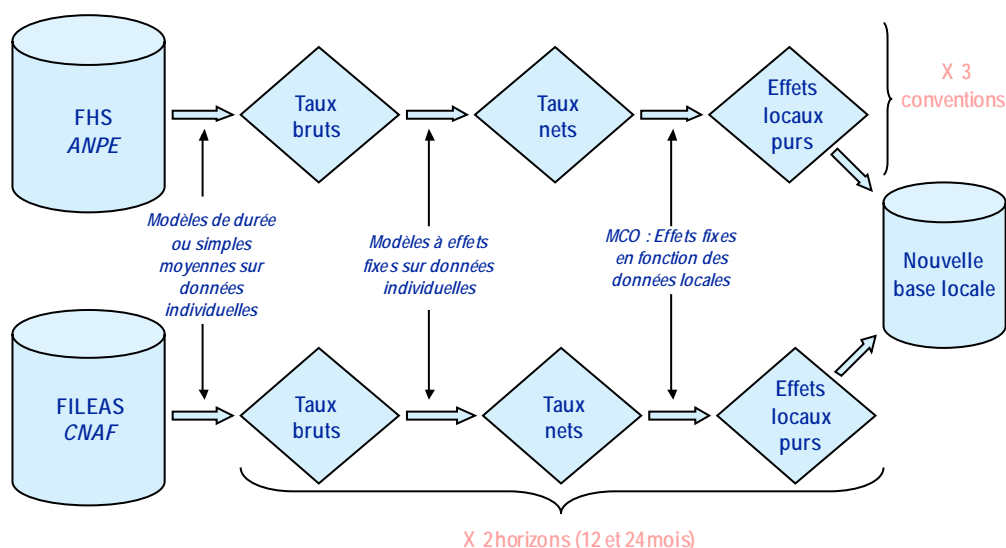 FHS
ANPE
Taux
bruts
Taux
nets
Effets
locaux
purs
X 3
conventions
Modèles de durée
ou simples
moyennes sur
données
individuelles
Modèles à effets
fixes sur données
individuelles
MCO : Effets fixes
en fonction des
données locales
Nouvelle
base locale
FILEAS
CNAF
Taux
bruts
Taux
nets
Effets
locaux
purs
X 2 horizons (12 et 24 mois)